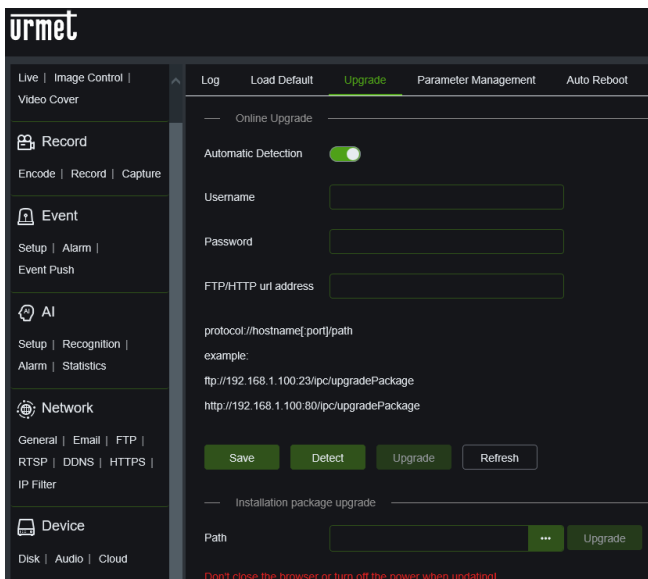 urmet
Live | Image Control |
Video Cover
Record
Encode | Record | Capture
Event
Setup | Alarm |
Event Push
AI
Setup | Recognition |
Alarm | Statistics
Network
General | Email | FTP |
RTSP | DDNS | HTTPS |
IP Filter
Device
Disk | Audio | Cloud
Log Load Default Upgrade Parameter Management Auto Reboot
Online Upgrade
Automatic Detection
Username
Password
FTP/HTTP url address
protocol://hostname[:port]/path
example:
ftp://192.168.1.100:23/ipc/upgradePackage
http://192.168.1.100:80/ipc/upgradePackage
Save Detect Upgrade Refresh
Installation package upgrade
Path ... Upgrade
Don't close the browser or turn off the power when updating!